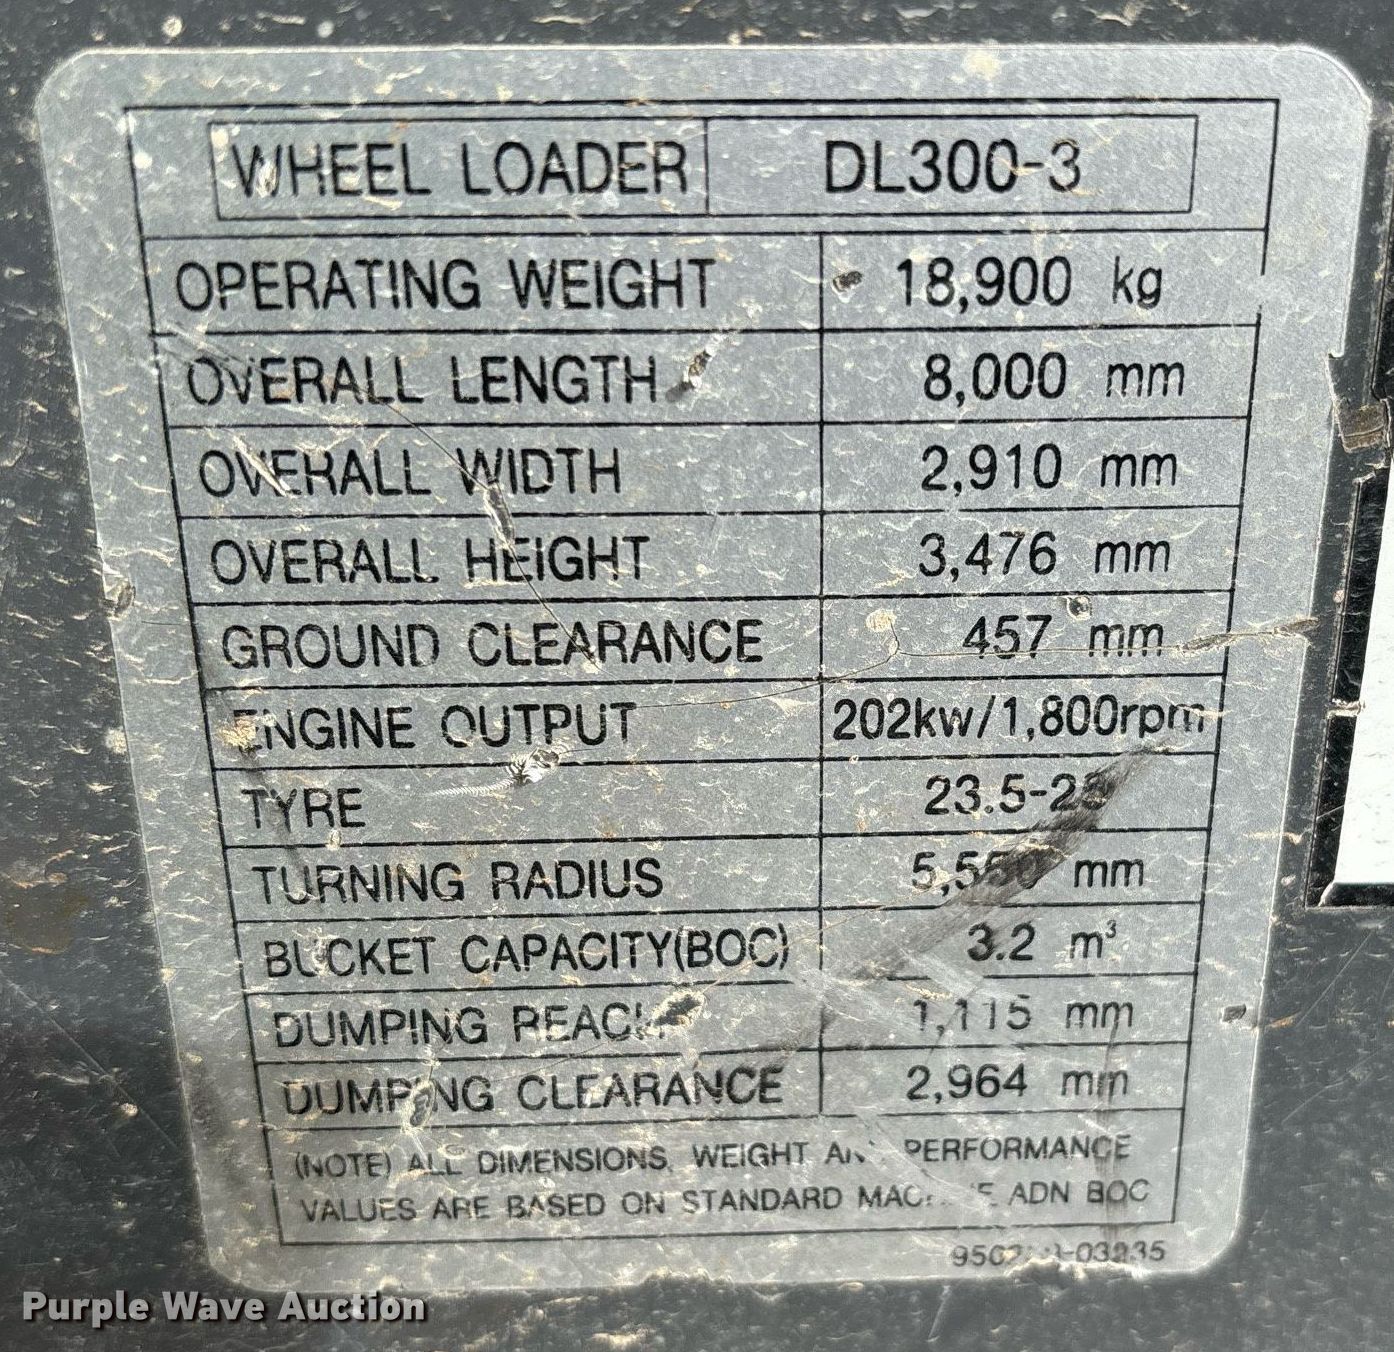 WHEEL LOADER DL300-3
OPERATING WEIGHT 18,900 kg
OVERALL LENGTH 8,000 mm
OVERALL WIDTH 2,910 mm
OVERALL HEIGHT 3,476 mm
GROUND CLEARANCE 457 mm
ENGINE OUTPUT 202kw/1,800rpm
TYRE
TURNING RADIUS mm
BUCKET CAPACITY(BOC) 3.2 m³
DUMPING REACH 1,115 mm
DUMPING CLEARANCE 2,964 mm
(NOTE) ALL DIMENSIONS, WEIGHT AND PERFORMANCE
VALUES ARE BASED ON STANDARD MACHINE ADN BOC
Purple Wave Auction